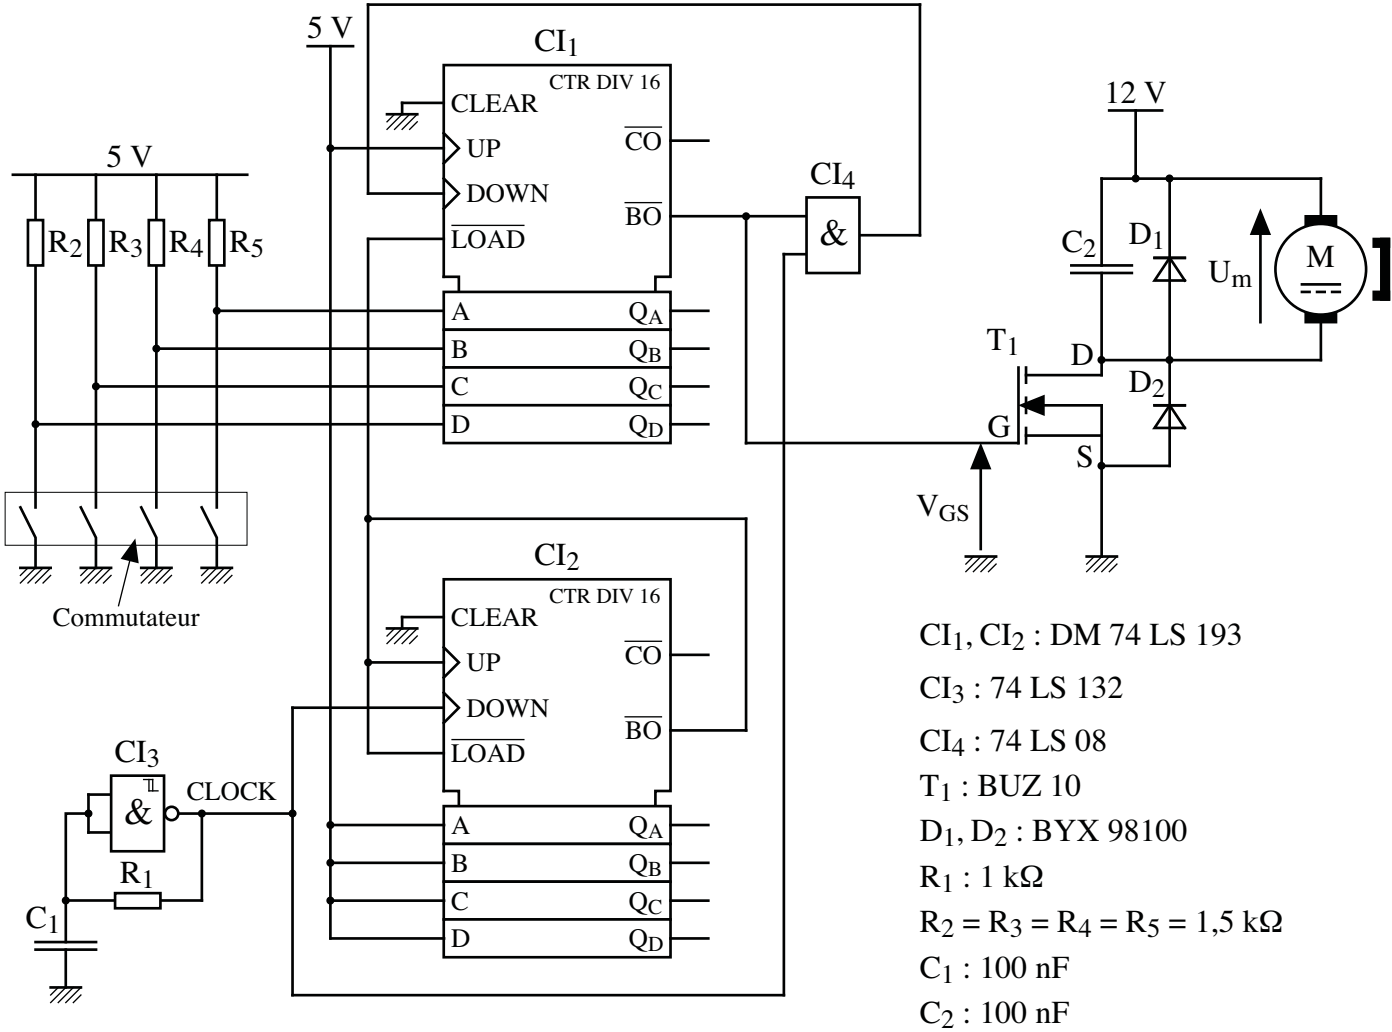 5 V
CI1
CTR DIV 16
CLEAR
UP
DOWN
LOAD
CO
BO
A
B
C
D
QA
QB
QC
QD
5 V
R2
R3
R4
R5
Commutateur
CI4
&
12 V
C2
D1
Um
M
T1
D
G
S
D2
VGS
CI2
CTR DIV 16
CLEAR
UP
DOWN
LOAD
CO
BO
A
B
C
D
QA
QB
QC
QD
CI3
&
CLOCK
R1
C1
CI1, CI2 : DM 74 LS 193
CI3 : 74 LS 132
CI4 : 74 LS 08
T1 : BUZ 10
D1, D2 : BYX 98100
R1 : 1 kΩ
R2 = R3 = R4 = R5 = 1,5 kΩ
C1 : 100 nF
C2 : 100 nF